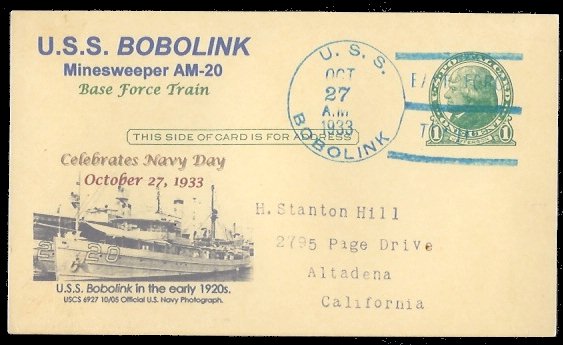 U.S.S. BOBOLINK
Minesweeper AM-20
Base Force Train
U. S. S.
OCT
27
A.M
1933
BOBOLINK
1
1
THIS SIDE OF CARD IS FOR ADDRESS
Celebrates Navy Day
October 27, 1933
20
U.S.S. Bobolink in the early 1920s.
USCS 6927 10/05 Official U.S. Navy Photograph.
H. Stanton Hill
2795 Page Drive
Altadena
California